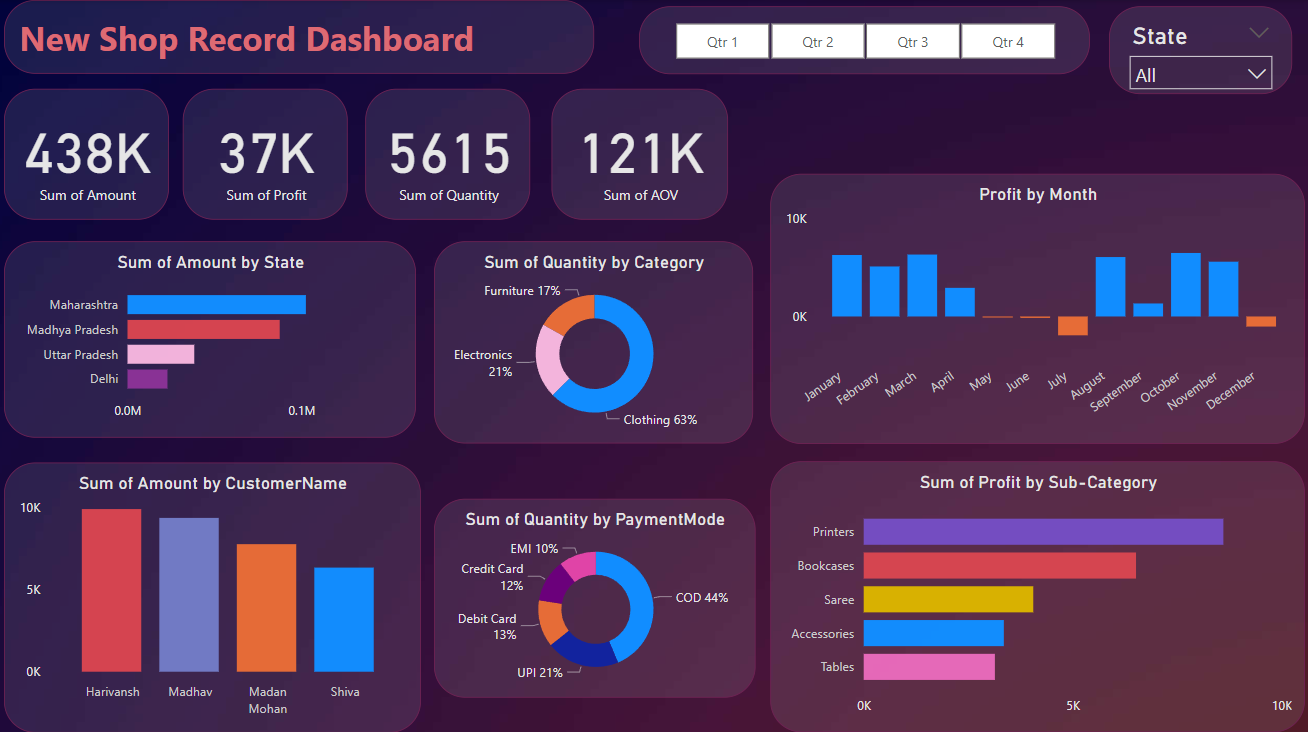 New Shop Record Dashboard
Qtr 1
Qtr 2
Qtr 3
Qtr 4
State
All
438K
Sum of Amount
37K
Sum of Profit
5615
Sum of Quantity
121K
Sum of AOV
Sum of Amount by State
Maharashtra
Madhya Pradesh
Uttar Pradesh
Delhi
0.0M
0.1M
Sum of Quantity by Category
Furniture 17%
Electronics
21%
Clothing 63%
Profit by Month
10K
0K
January
February
March
April
May
June
July
August
September
October
November
December
Sum of Amount by CustomerName
10K
5K
0K
Harivansh
Madhav
Madan
Mohan
Shiva
Sum of Quantity by PaymentMode
EMI 10%
Credit Card
12%
Debit Card
13%
UPI 21%
COD 44%
Sum of Profit by Sub-Category
Printers
Bookcases
Saree
Accessories
Tables
0K
5K
10K